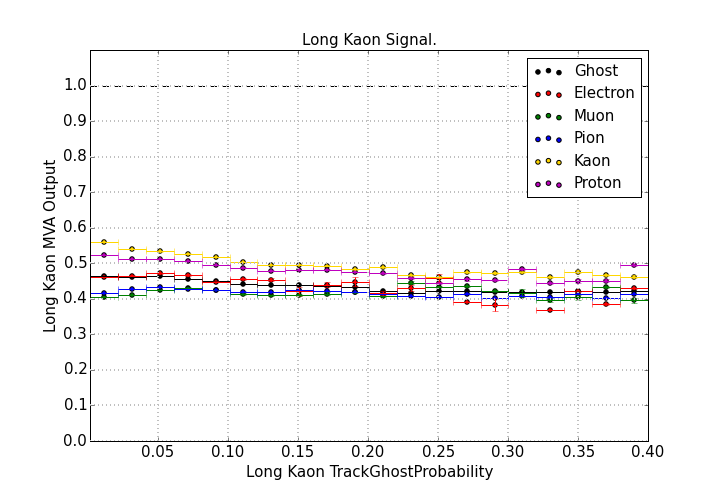 Long Kaon Signal.
Long Kaon MVA Output
1.0
0.9
0.8
0.7
0.6
0.5
0.4
0.3
0.2
0.1
0.0
Ghost
Electron
Muon
Pion
Kaon
Proton
0.05 0.10 0.15 0.20 0.25 0.30 0.35 0.40
Long Kaon TrackGhostProbability